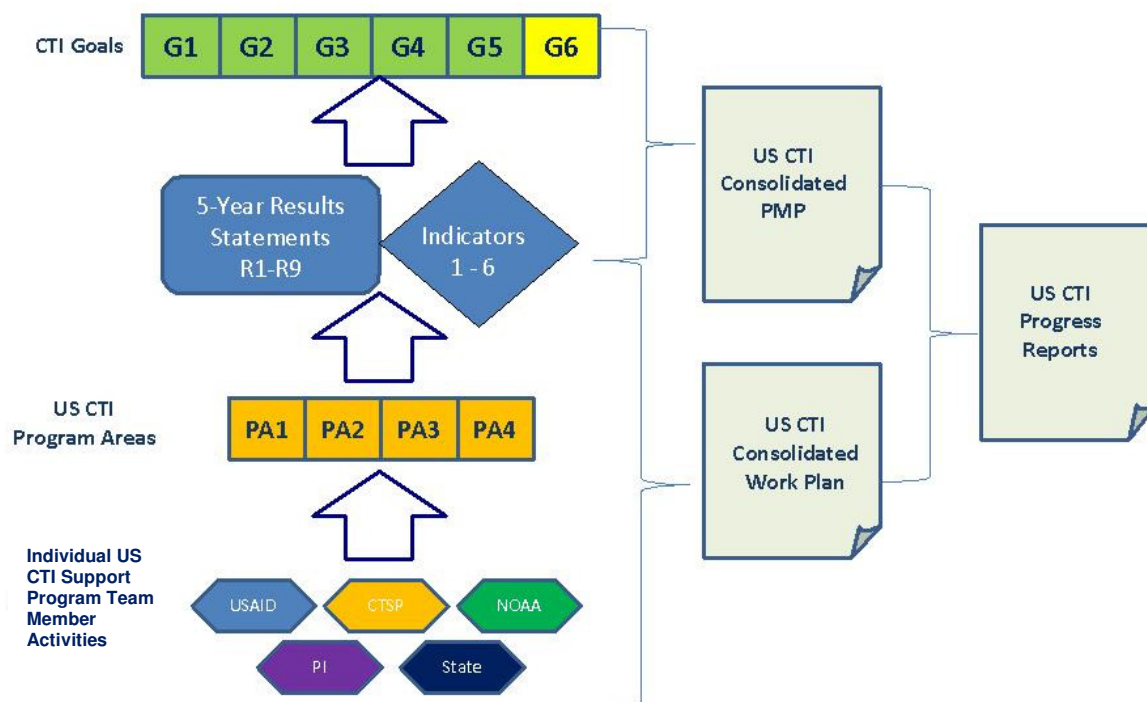 CTI Goals
G1 G2 G3 G4 G5 G6
5-Year Results
Statements
R1-R9
Indicators
1 - 6
US CTI
Consolidated
PMP
US CTI
Progress
Reports
US CTI
Program Areas
PA1 PA2 PA3 PA4
US CTI
Consolidated
Work Plan
Individual US
CTI Support
Program Team
Member
Activities
USAID
CTSP
NOAA
PI
State